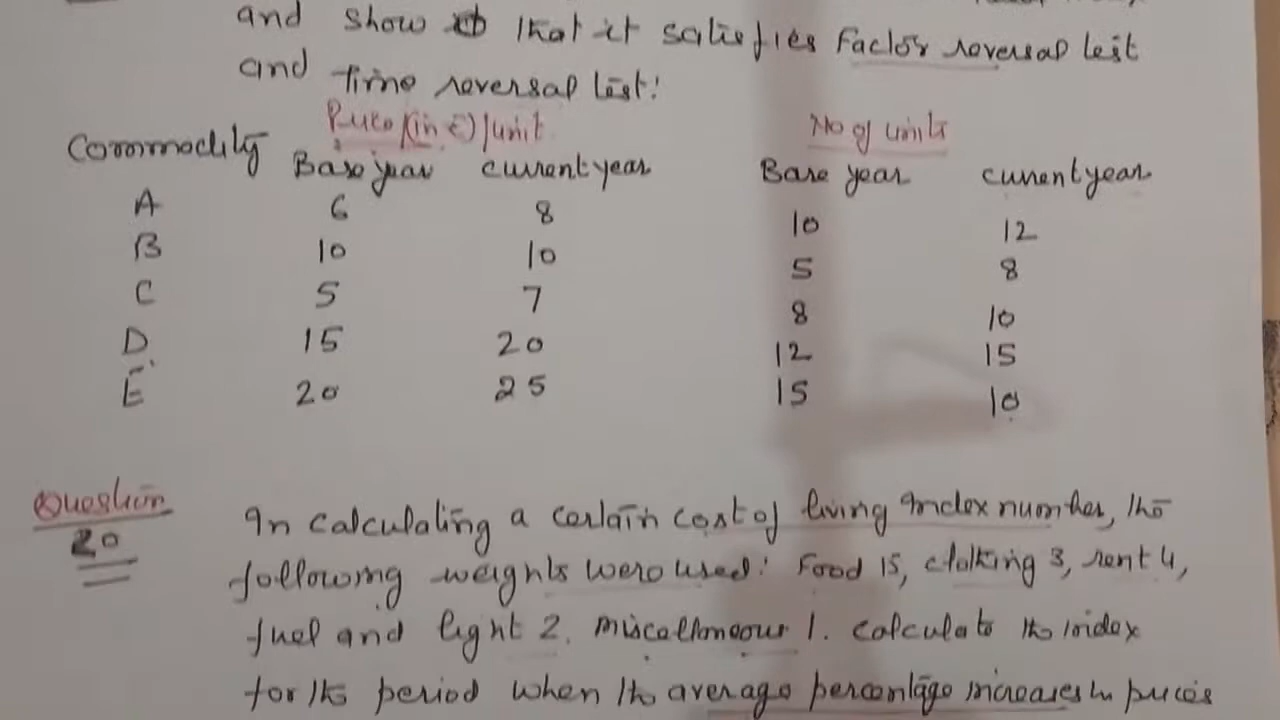 and show that it satisfies Factor reversal test
and Time reversal test:
Price (in ₹)/unit No of units
Commodity Base year current year Base year current year
A 6 8 10 12
B 10 10 5 8
C 5 7 8 10
D 15 20 12 15
E 20 25 15 10
Question
20
In calculating a certain cost of living Index number, the
following weights were used: Food 15, clothing 3, rent 4,
fuel and light 2, miscellaneous 1. calculate the index
for the period when the average percentage increases in prices